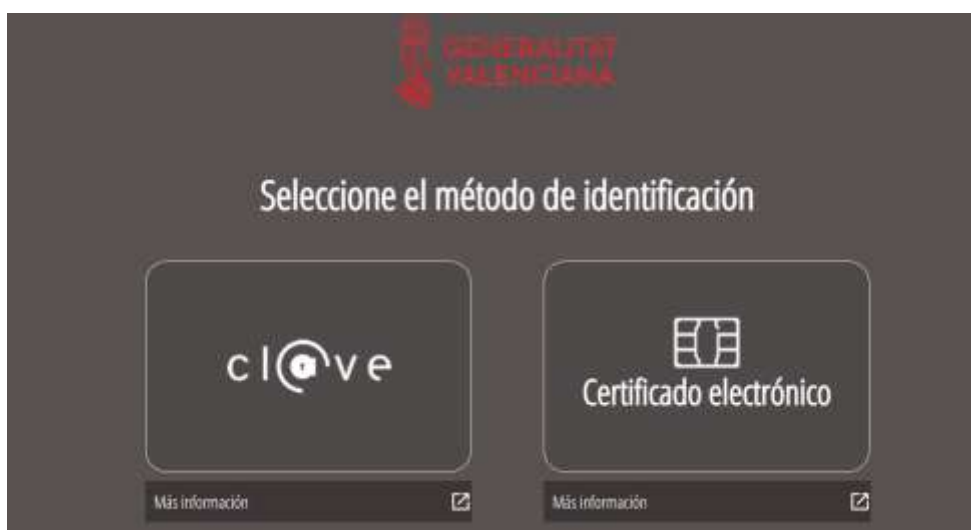 GENERALITAT
VALENCIANA
Seleccione el método de identificación
cl@ve
Certificado electrónico
Más información
Más información